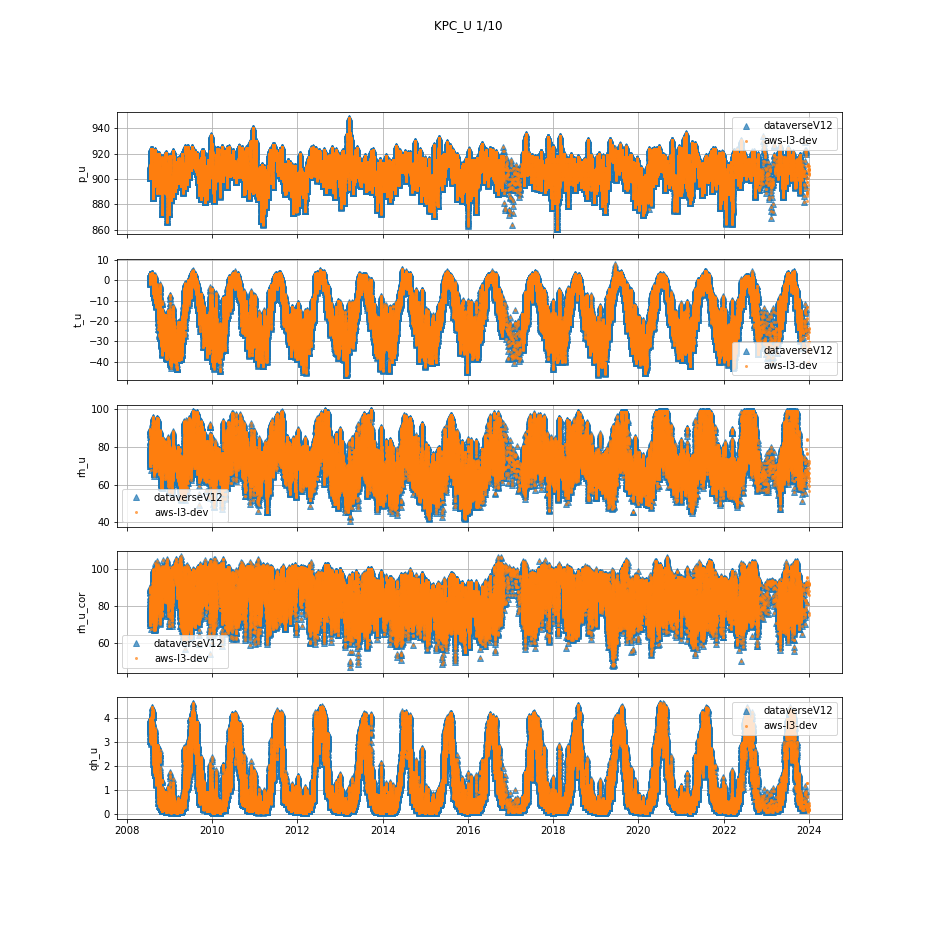 KPC_U 1/10
940
920
900
880
860
p_u
dataverseV12
aws-l3-dev
10
0
−10
−20
−30
−40
t_u
dataverseV12
aws-l3-dev
100
80
60
40
rh_u
dataverseV12
aws-l3-dev
100
80
60
rh_u_cor
dataverseV12
aws-l3-dev
4
3
2
1
0
qh_u
dataverseV12
aws-l3-dev
2008 2010 2012 2014 2016 2018 2020 2022 2024